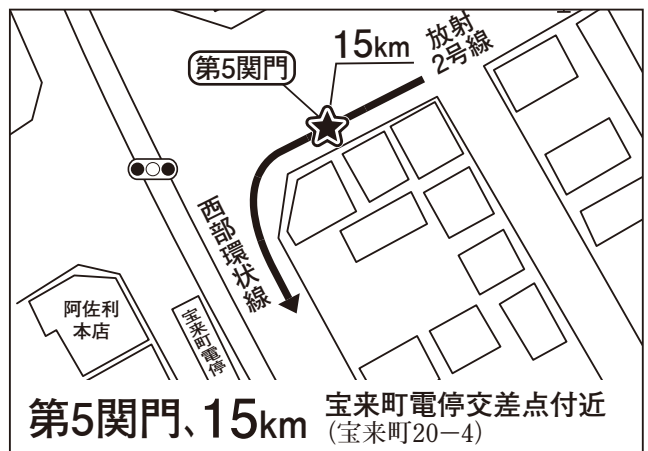 放射
2号線
15km
第5関門
西部環状線
阿佐利
本店
宝来町電停
第5関門、15km
宝来町電停交差点付近
(宝来町20−4)